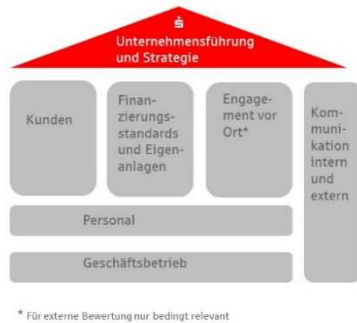 Unternehmensführung
und Strategie
Kunden
Finan-
zierungs-
standards
und Eigen-
anlagen
Engage-
ment vor
Ort*
Kom-
muni-
kation
intern
und
extern
Personal
Geschäftsbetrieb
* Für externe Bewertung nur bedingt relevant